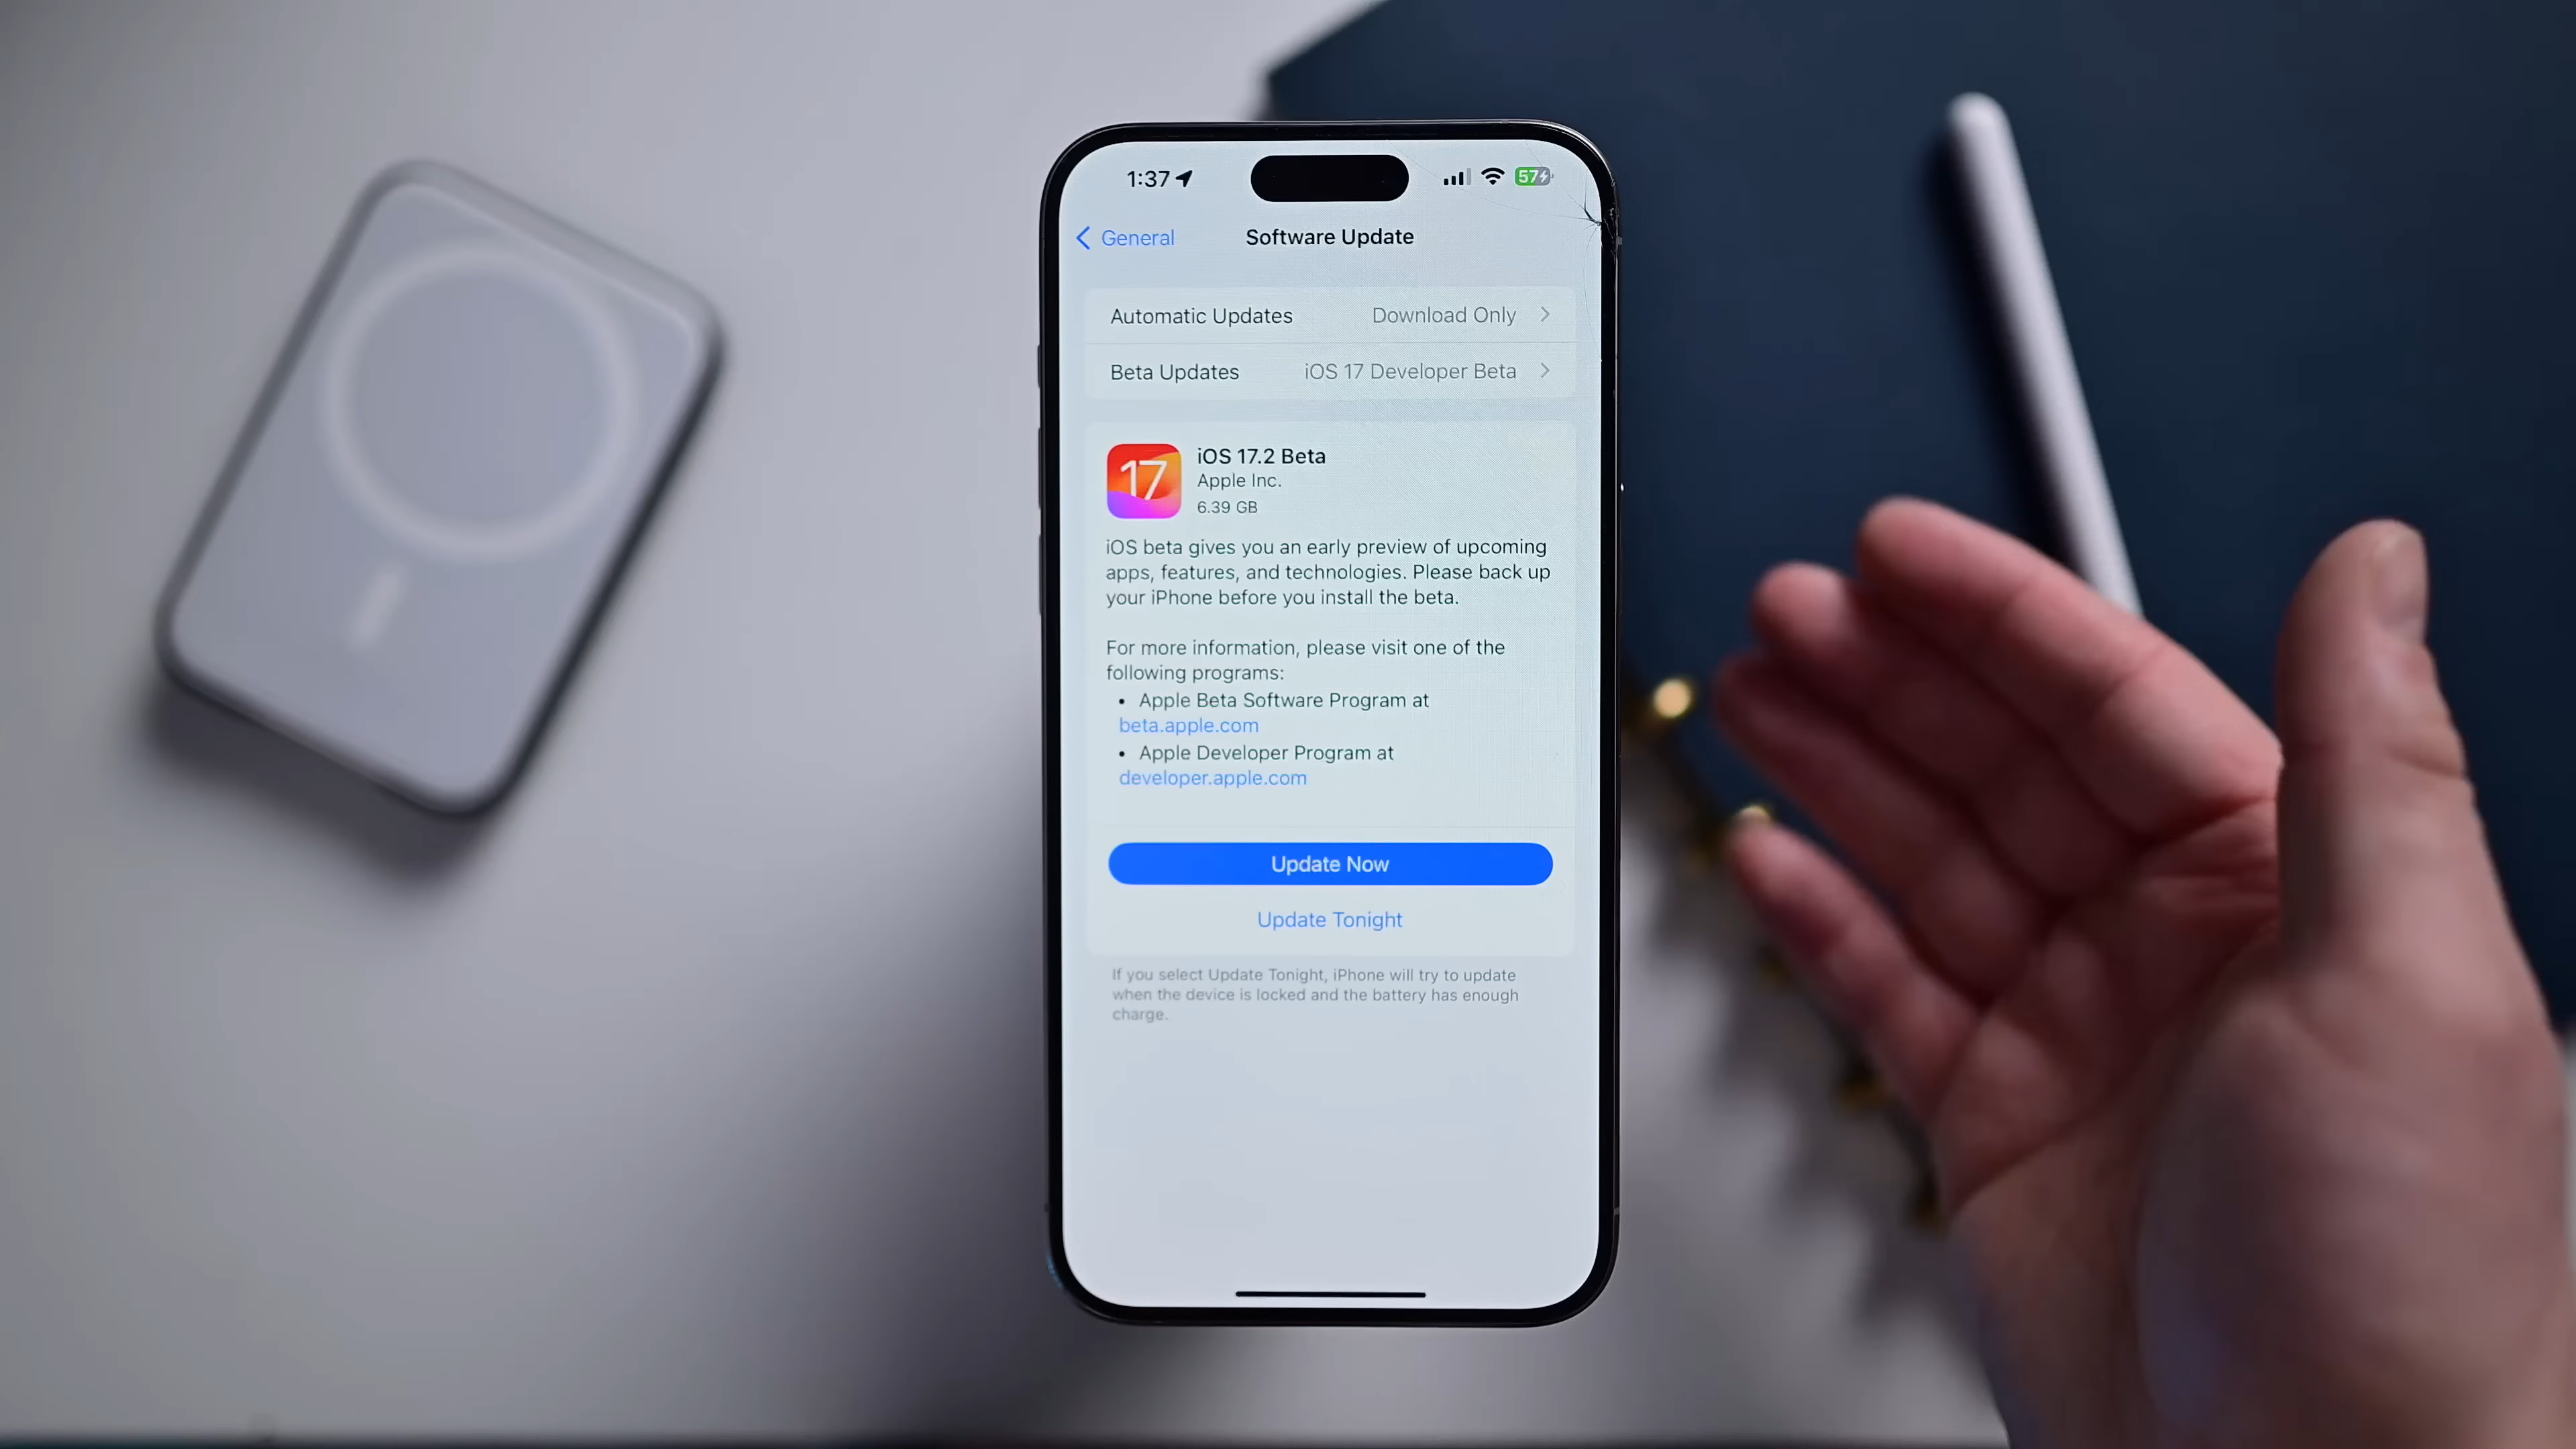 1:37
57
General
Software Update
Automatic Updates Download Only
Beta Updates iOS 17 Developer Beta
17
iOS 17.2 Beta
Apple Inc.
6.39 GB
iOS beta gives you an early preview of upcoming
apps, features, and technologies. Please back up
your iPhone before you install the beta.
For more information, please visit one of the
following programs:
• Apple Beta Software Program at
beta.apple.com
• Apple Developer Program at
developer.apple.com
Update Now
Update Tonight
If you select Update Tonight, iPhone will try to update
when the device is locked and the battery has enough
charge.